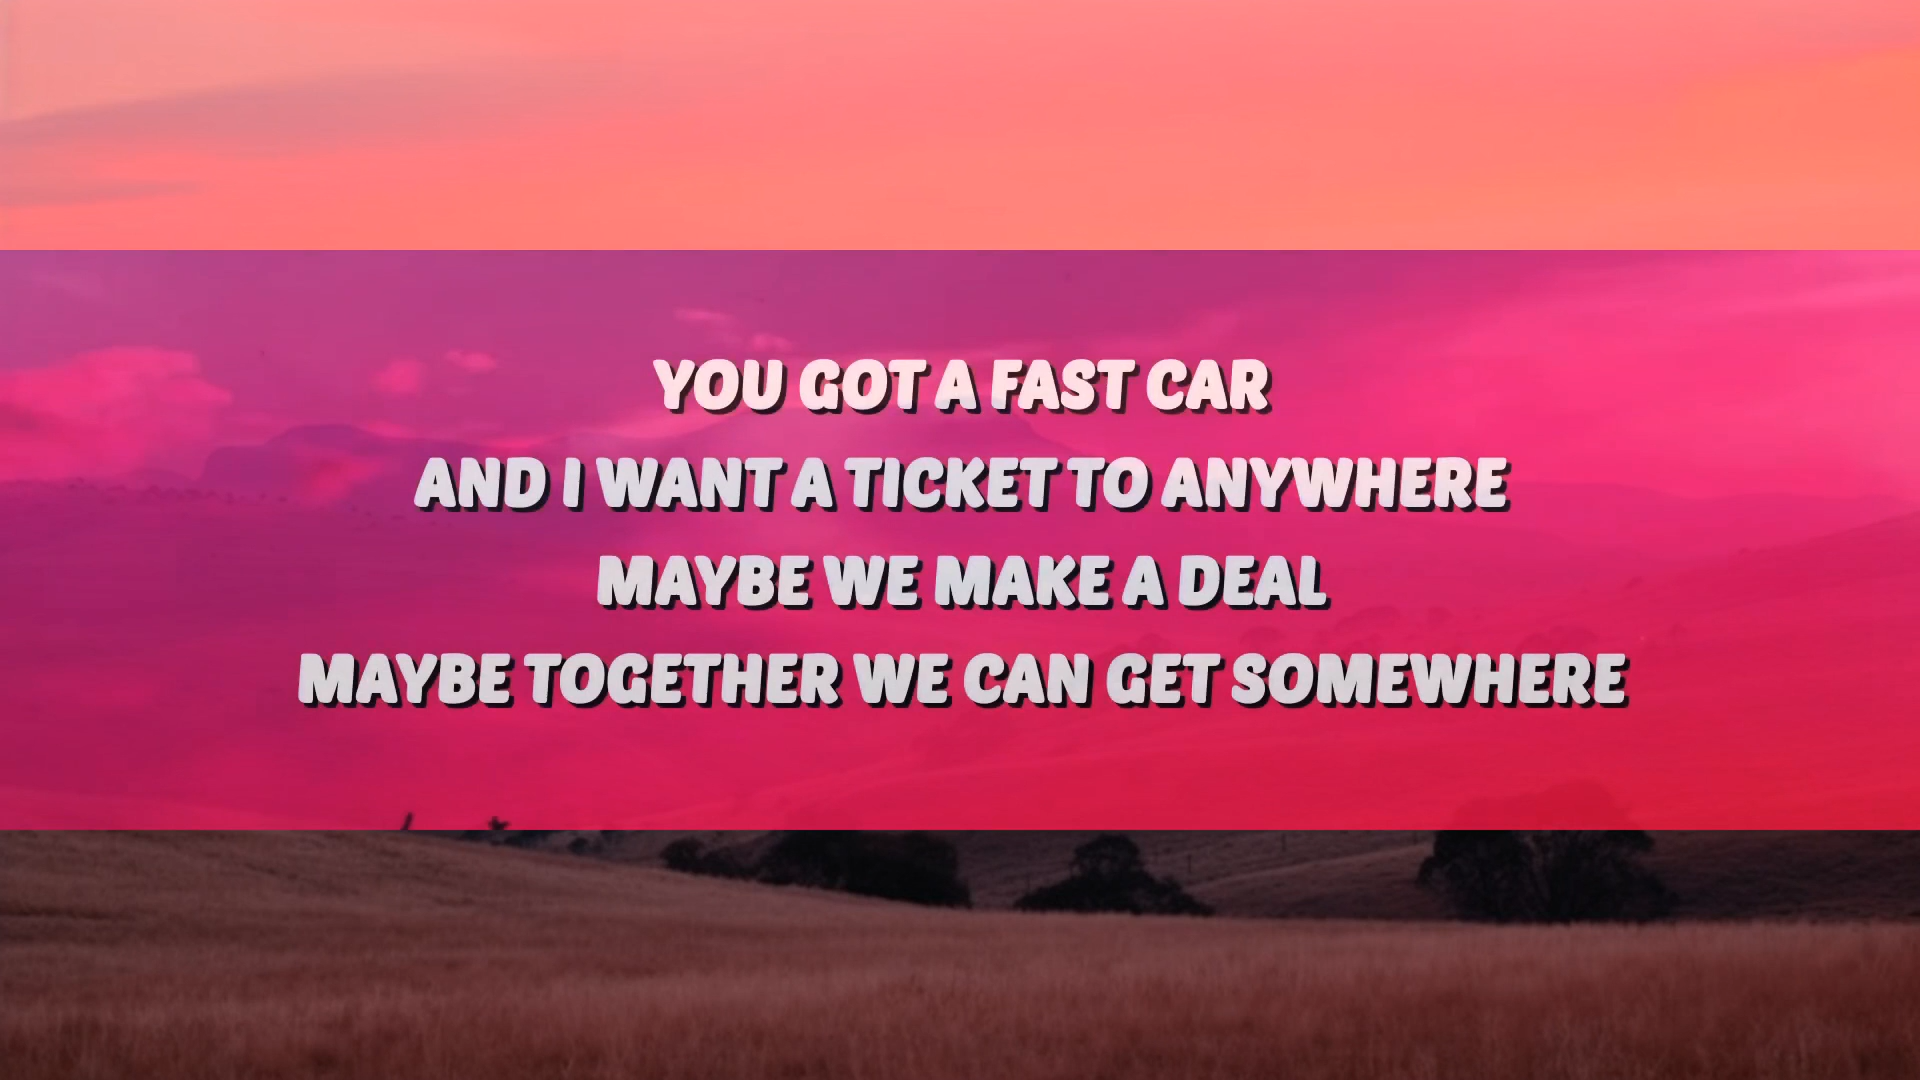 YOU GOT A FAST CAR
AND I WANT A TICKET TO ANYWHERE
MAYBE WE MAKE A DEAL
MAYBE TOGETHER WE CAN GET SOMEWHERE